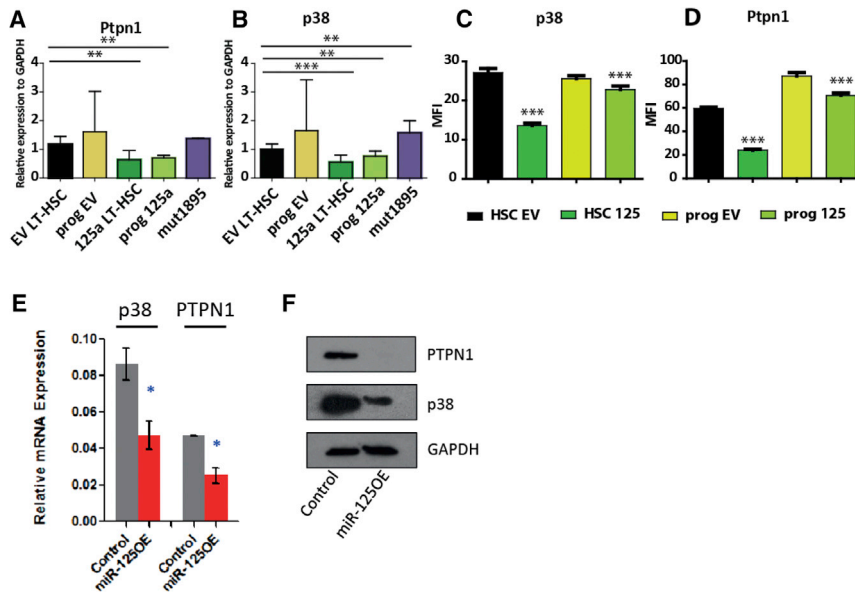 A
Ptpn1
Relative expression to GAPDH
4
3
2
1
0
**
**
EV LT-HSC
prog EV
125a LT-HSC
prog 125a
mut1895
B
p38
Relative expression to GAPDH
4
3
2
1
0
**
**
***
EV LT-HSC
prog EV
125a LT-HSC
prog 125a
mut1895
C
p38
MFI
30
20
10
0
***
***
D
Ptpn1
MFI
100
80
60
40
20
0
***
***
HSC EV
HSC 125
prog EV
prog 125
E
p38
PTPN1
Relative mRNA Expression
0.10
0.08
0.06
0.04
0.02
0.00
*
*
Control
miR-125OE
Control
miR-125OE
F
PTPN1
p38
GAPDH
Control
miR-125OE